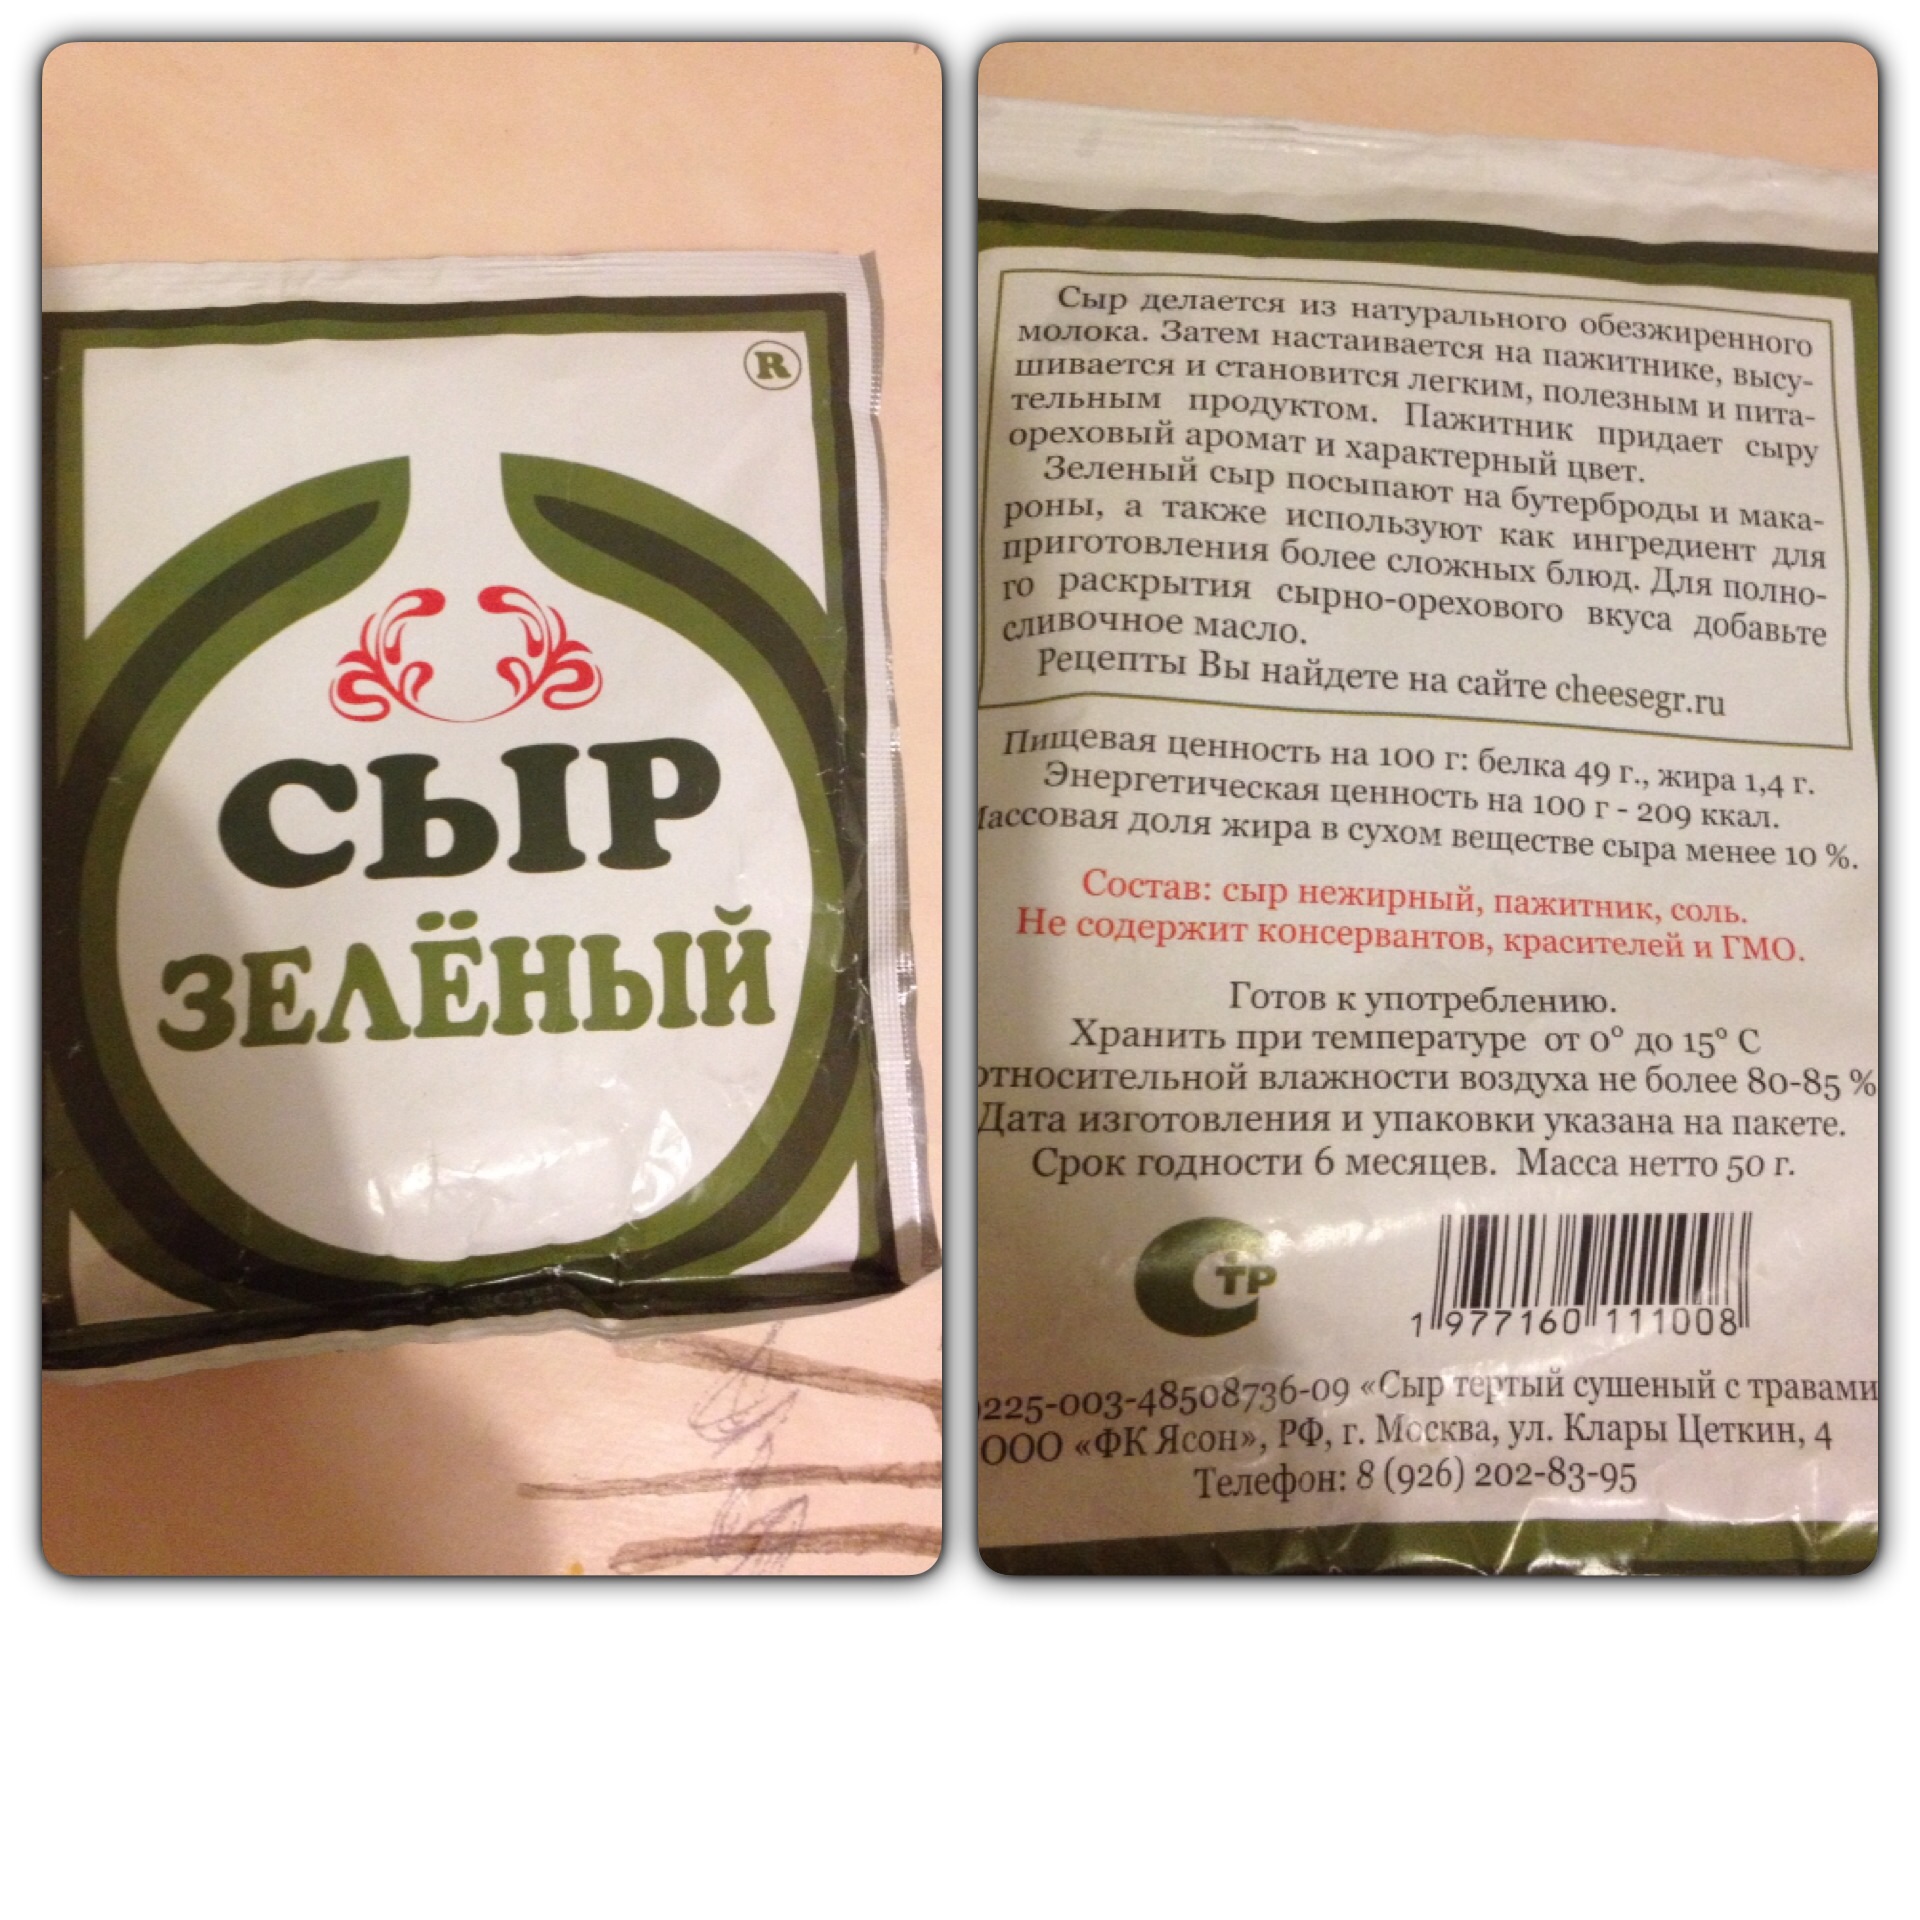 ®
СЫР
ЗЕЛЁНЫЙ
Сыр делается из натурального обезжиренного
молока. Затем настаивается на пажитнике, высу-
шивается и становится легким, полезным и пита-
тельным продуктом. Пажитник придает сыру
ореховый аромат и характерный цвет.
Зеленый сыр посыпают на бутерброды и мака-
роны, а также используют как ингредиент для
приготовления более сложных блюд. Для полно-
го раскрытия сырно-орехового вкуса добавьте
сливочное масло.
Рецепты Вы найдете на сайте cheesegr.ru
Пищевая ценность на 100 г: белка 49 г., жира 1,4 г.
Энергетическая ценность на 100 г - 209 ккал.
Массовая доля жира в сухом веществе сыра менее 10 %.
Состав: сыр нежирный, пажитник, соль.
Не содержит консервантов, красителей и ГМО.
Готов к употреблению.
Хранить при температуре от 0° до 15° С
относительной влажности воздуха не более 80-85 %
Дата изготовления и упаковки указана на пакете.
Срок годности 6 месяцев. Масса нетто 50 г.
СТР
1 977160 111008
225-003-48508736-09 «Сыр тертый сушеный с травами
ООО «ФК Ясон», РФ, г. Москва, ул. Клары Цеткин, 4
Телефон: 8 (926) 202-83-95